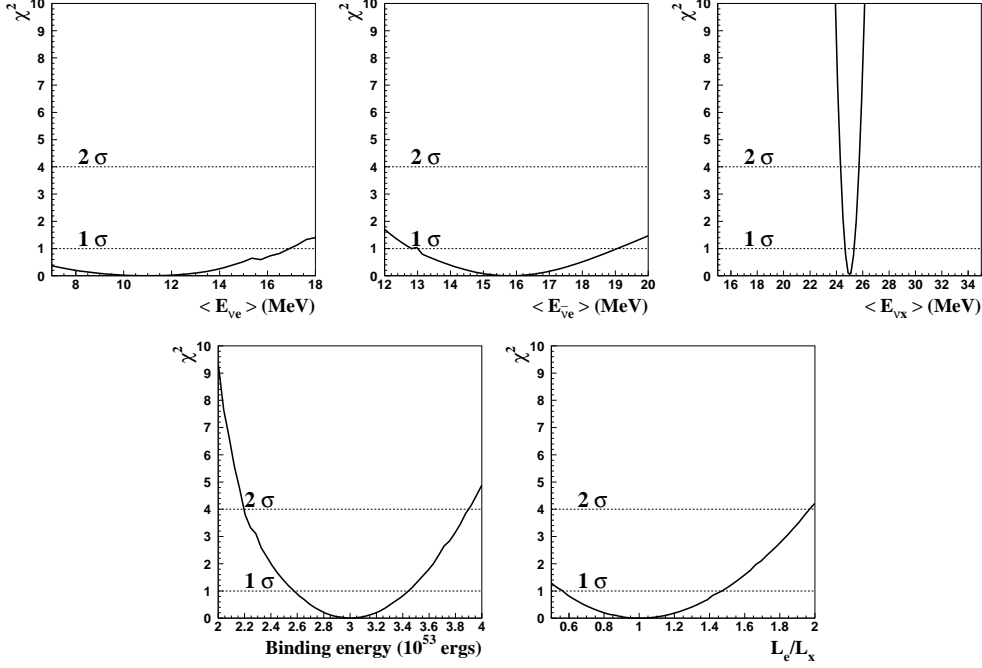 χ² 10 9 8 7 6 5 4 3 2 1 0
2 σ
1 σ
8 10 12 14 16 18
< E_νe > (MeV)
χ² 10 9 8 7 6 5 4 3 2 1 0
2 σ
1 σ
12 13 14 15 16 17 18 19 20
< E_ν̄e > (MeV)
χ² 10 9 8 7 6 5 4 3 2 1 0
2 σ
1 σ
16 18 20 22 24 26 28 30 32 34
< E_νx > (MeV)
χ² 10 9 8 7 6 5 4 3 2 1 0
2 σ
1 σ
2 2.2 2.4 2.6 2.8 3 3.2 3.4 3.6 3.8 4
Binding energy (10⁵³ ergs)
χ² 10 9 8 7 6 5 4 3 2 1 0
2 σ
1 σ
0.6 0.8 1 1.2 1.4 1.6 1.8 2
L_e/L_x